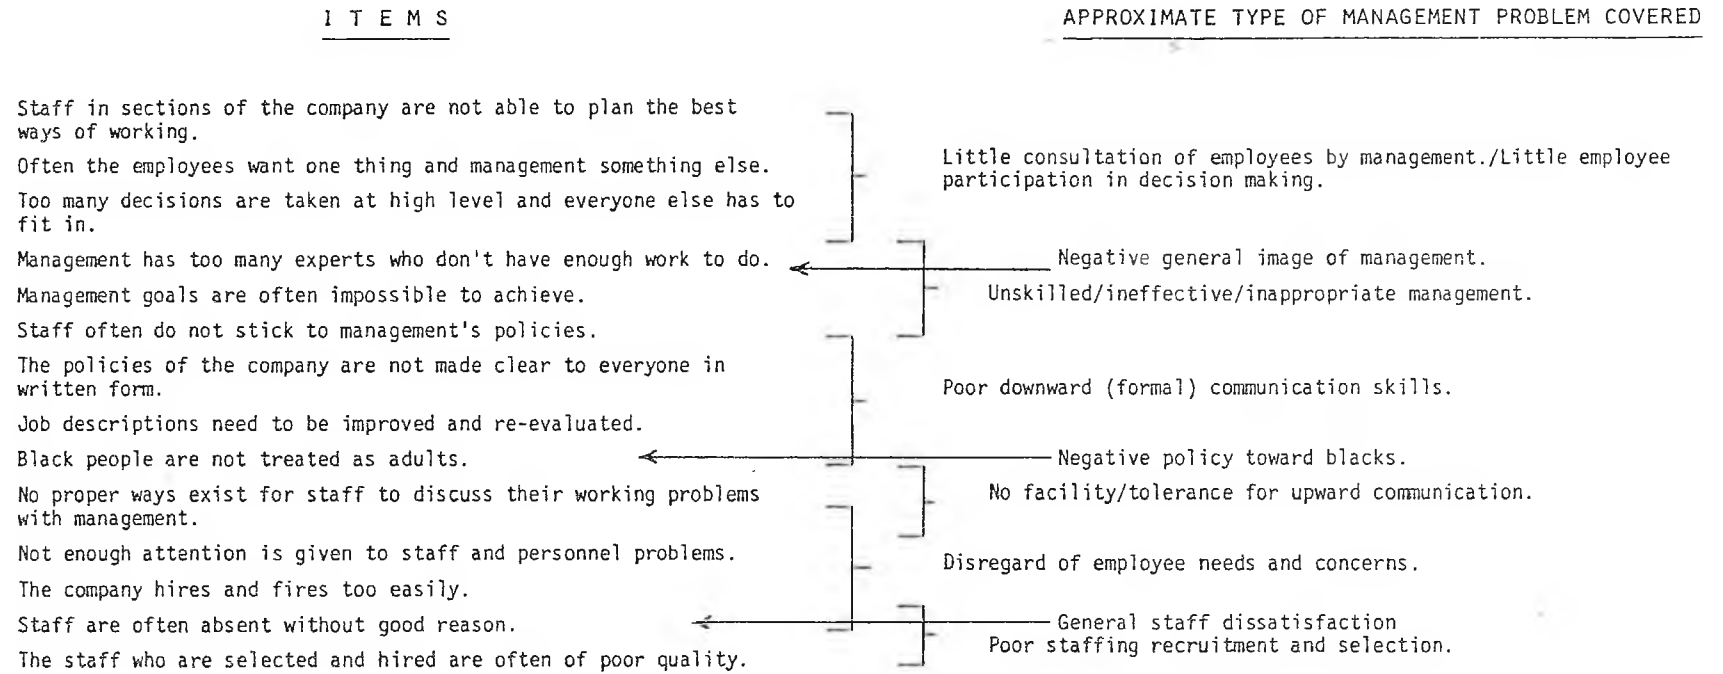 I T E M S
APPROXIMATE TYPE OF MANAGEMENT PROBLEM COVERED
Staff in sections of the company are not able to plan the best
ways of working.
Often the employees want one thing and management something else.
Too many decisions are taken at high level and everyone else has to
fit in.
Little consultation of employees by management./Little employee
participation in decision making.
Management has too many experts who don't have enough work to do.
Negative general image of management.
Management goals are often impossible to achieve.
Unskilled/ineffective/inappropriate management.
Staff often do not stick to management's policies.
The policies of the company are not made clear to everyone in
written form.
Poor downward (formal) communication skills.
Job descriptions need to be improved and re-evaluated.
Black people are not treated as adults.
Negative policy toward blacks.
No proper ways exist for staff to discuss their working problems
with management.
No facility/tolerance for upward communication.
Not enough attention is given to staff and personnel problems.
Disregard of employee needs and concerns.
The company hires and fires too easily.
Staff are often absent without good reason.
General staff dissatisfaction
Poor staffing recruitment and selection.
The staff who are selected and hired are often of poor quality.